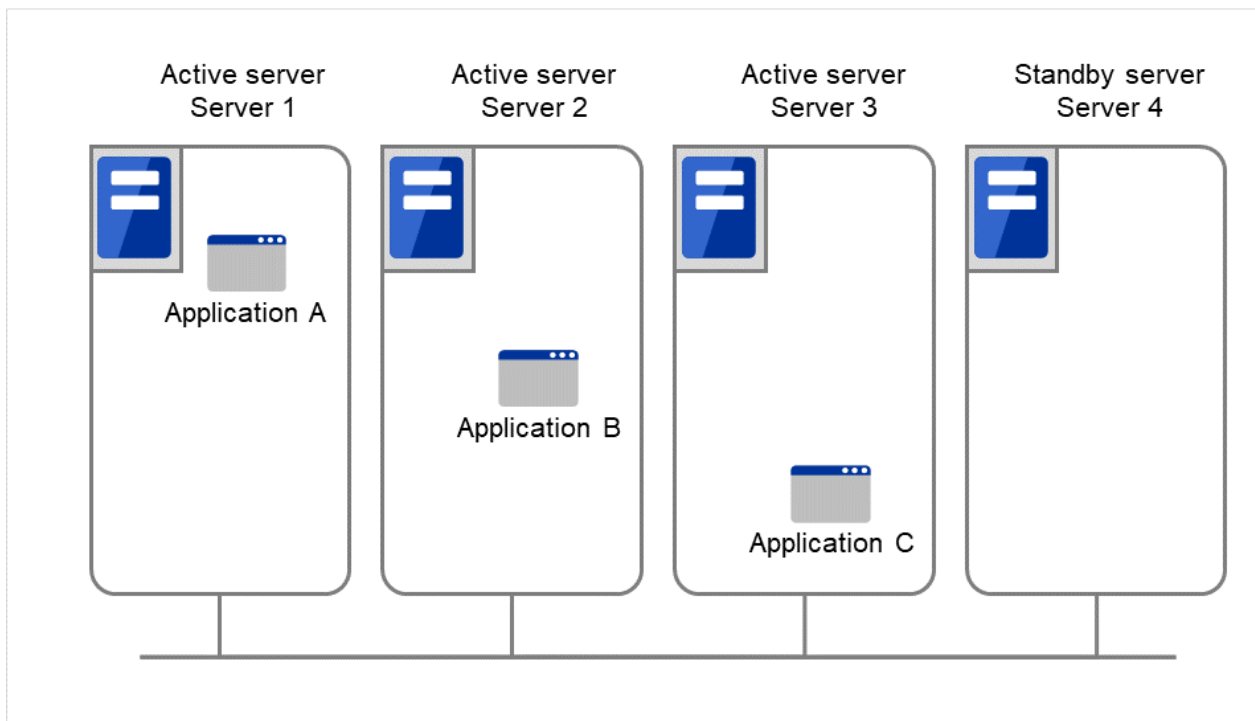 Active server
Server 1
Active server
Server 2
Active server
Server 3
Standby server
Server 4
Application A
Application B
Application C